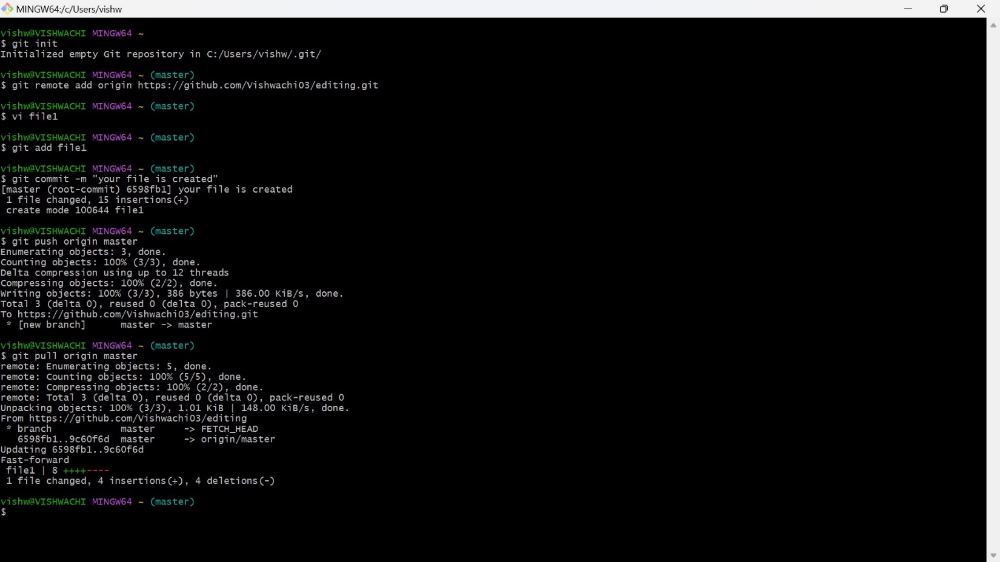 MINGW64:/c/Users/vishw
vishw@VISHWACHI MINGW64 ~
$ git init
Initialized empty Git repository in C:/Users/vishw/.git/
vishw@VISHWACHI MINGW64 ~ (master)
$ git remote add origin https://github.com/Vishwachi03/editing.git
vishw@VISHWACHI MINGW64 ~ (master)
$ vi file1
vishw@VISHWACHI MINGW64 ~ (master)
$ git add file1
vishw@VISHWACHI MINGW64 ~ (master)
$ git commit -m "your file is created"
[master (root-commit) 6598fb1] your file is created
 1 file changed, 15 insertions(+)
 create mode 100644 file1
vishw@VISHWACHI MINGW64 ~ (master)
$ git push origin master
Enumerating objects: 3, done.
Counting objects: 100% (3/3), done.
Delta compression using up to 12 threads
Compressing objects: 100% (2/2), done.
Writing objects: 100% (3/3), 386 bytes | 386.00 KiB/s, done.
Total 3 (delta 0), reused 0 (delta 0), pack-reused 0
To https://github.com/Vishwachi03/editing.git
 * [new branch]      master -> master
vishw@VISHWACHI MINGW64 ~ (master)
$ git pull origin master
remote: Enumerating objects: 5, done.
remote: Counting objects: 100% (5/5), done.
remote: Compressing objects: 100% (2/2), done.
remote: Total 3 (delta 0), reused 0 (delta 0), pack-reused 0
Unpacking objects: 100% (3/3), 1.01 KiB | 148.00 KiB/s, done.
From https://github.com/Vishwachi03/editing
 * branch            master     -> FETCH_HEAD
   6598fb1..9c60f6d  master     -> origin/master
Updating 6598fb1..9c60f6d
Fast-forward
 file1 | 8 ++++----
 1 file changed, 4 insertions(+), 4 deletions(-)
vishw@VISHWACHI MINGW64 ~ (master)
$